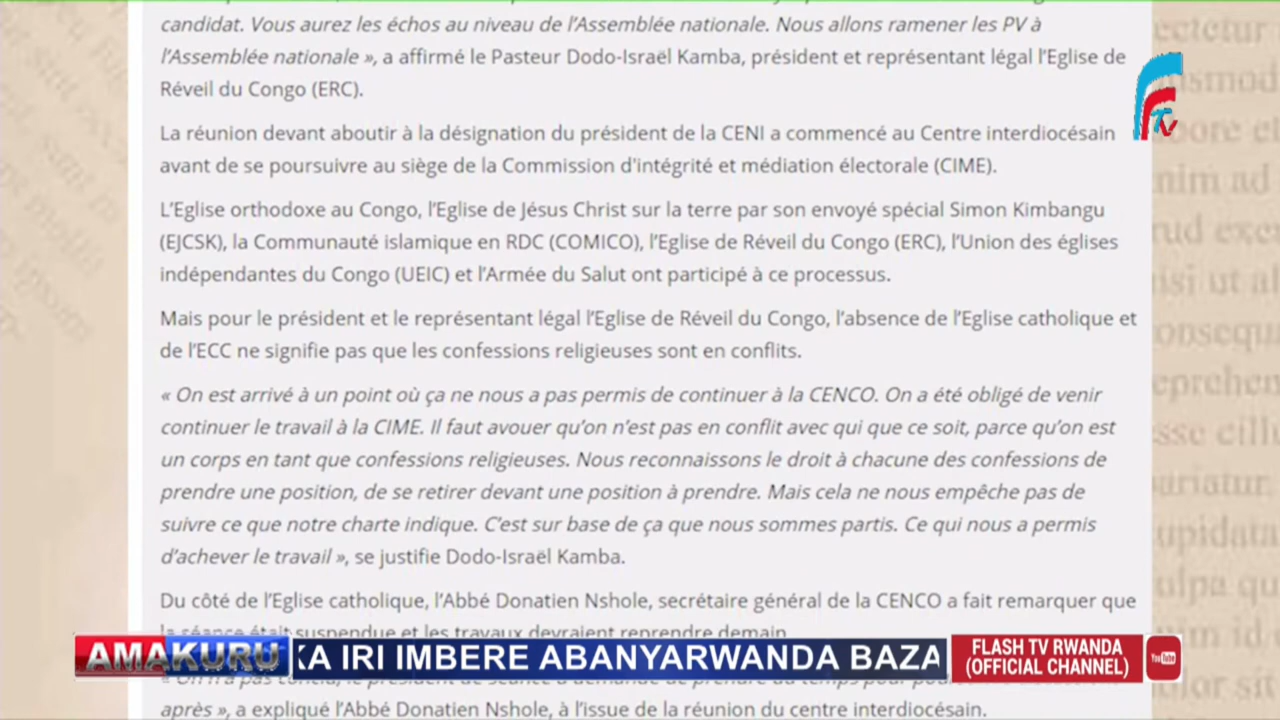 candidat. Vous aurez les échos au niveau de l'Assemblée nationale. Nous allons ramener les PV à
l'Assemblée nationale », a affirmé le Pasteur Dodo-Israël Kamba, président et représentant légal l'Eglise de
Réveil du Congo (ERC).
La réunion devant aboutir à la désignation du président de la CENI a commencé au Centre interdiocésain
avant de se poursuivre au siège de la Commission d'intégrité et médiation électorale (CIME).
L'Eglise orthodoxe au Congo, l'Eglise de Jésus Christ sur la terre par son envoyé spécial Simon Kimbangu
(EJCSK), la Communauté islamique en RDC (COMICO), l'Eglise de Réveil du Congo (ERC), l'Union des églises
indépendantes du Congo (UEIC) et l'Armée du Salut ont participé à ce processus.
Mais pour le président et le représentant légal l'Eglise de Réveil du Congo, l'absence de l'Eglise catholique et
de l'ECC ne signifie pas que les confessions religieuses sont en conflits.
« On est arrivé à un point où ça ne nous a pas permis de continuer à la CENCO. On a été obligé de venir
continuer le travail à la CIME. Il faut avouer qu'on n'est pas en conflit avec qui que ce soit, parce qu'on est
un corps en tant que confessions religieuses. Nous reconnaissons le droit à chacune des confessions de
prendre une position, de se retirer devant une position à prendre. Mais cela ne nous empêche pas de
suivre ce que notre charte indique. C'est sur base de ça que nous sommes partis. Ce qui nous a permis
d'achever le travail », se justifie Dodo-Israël Kamba.
Du côté de l'Eglise catholique, l'Abbé Donatien Nshole, secrétaire général de la CENCO a fait remarquer que
la séance était suspendue et les travaux devraient reprendre demain
après », a expliqué l'Abbé Donatien Nshole, à l'issue de la réunion du centre interdiocésain.
TV
AMAKURU
KA IRI IMBERE ABANYARWANDA BAZA
FLASH TV RWANDA
(OFFICIAL CHANNEL)
YouTube